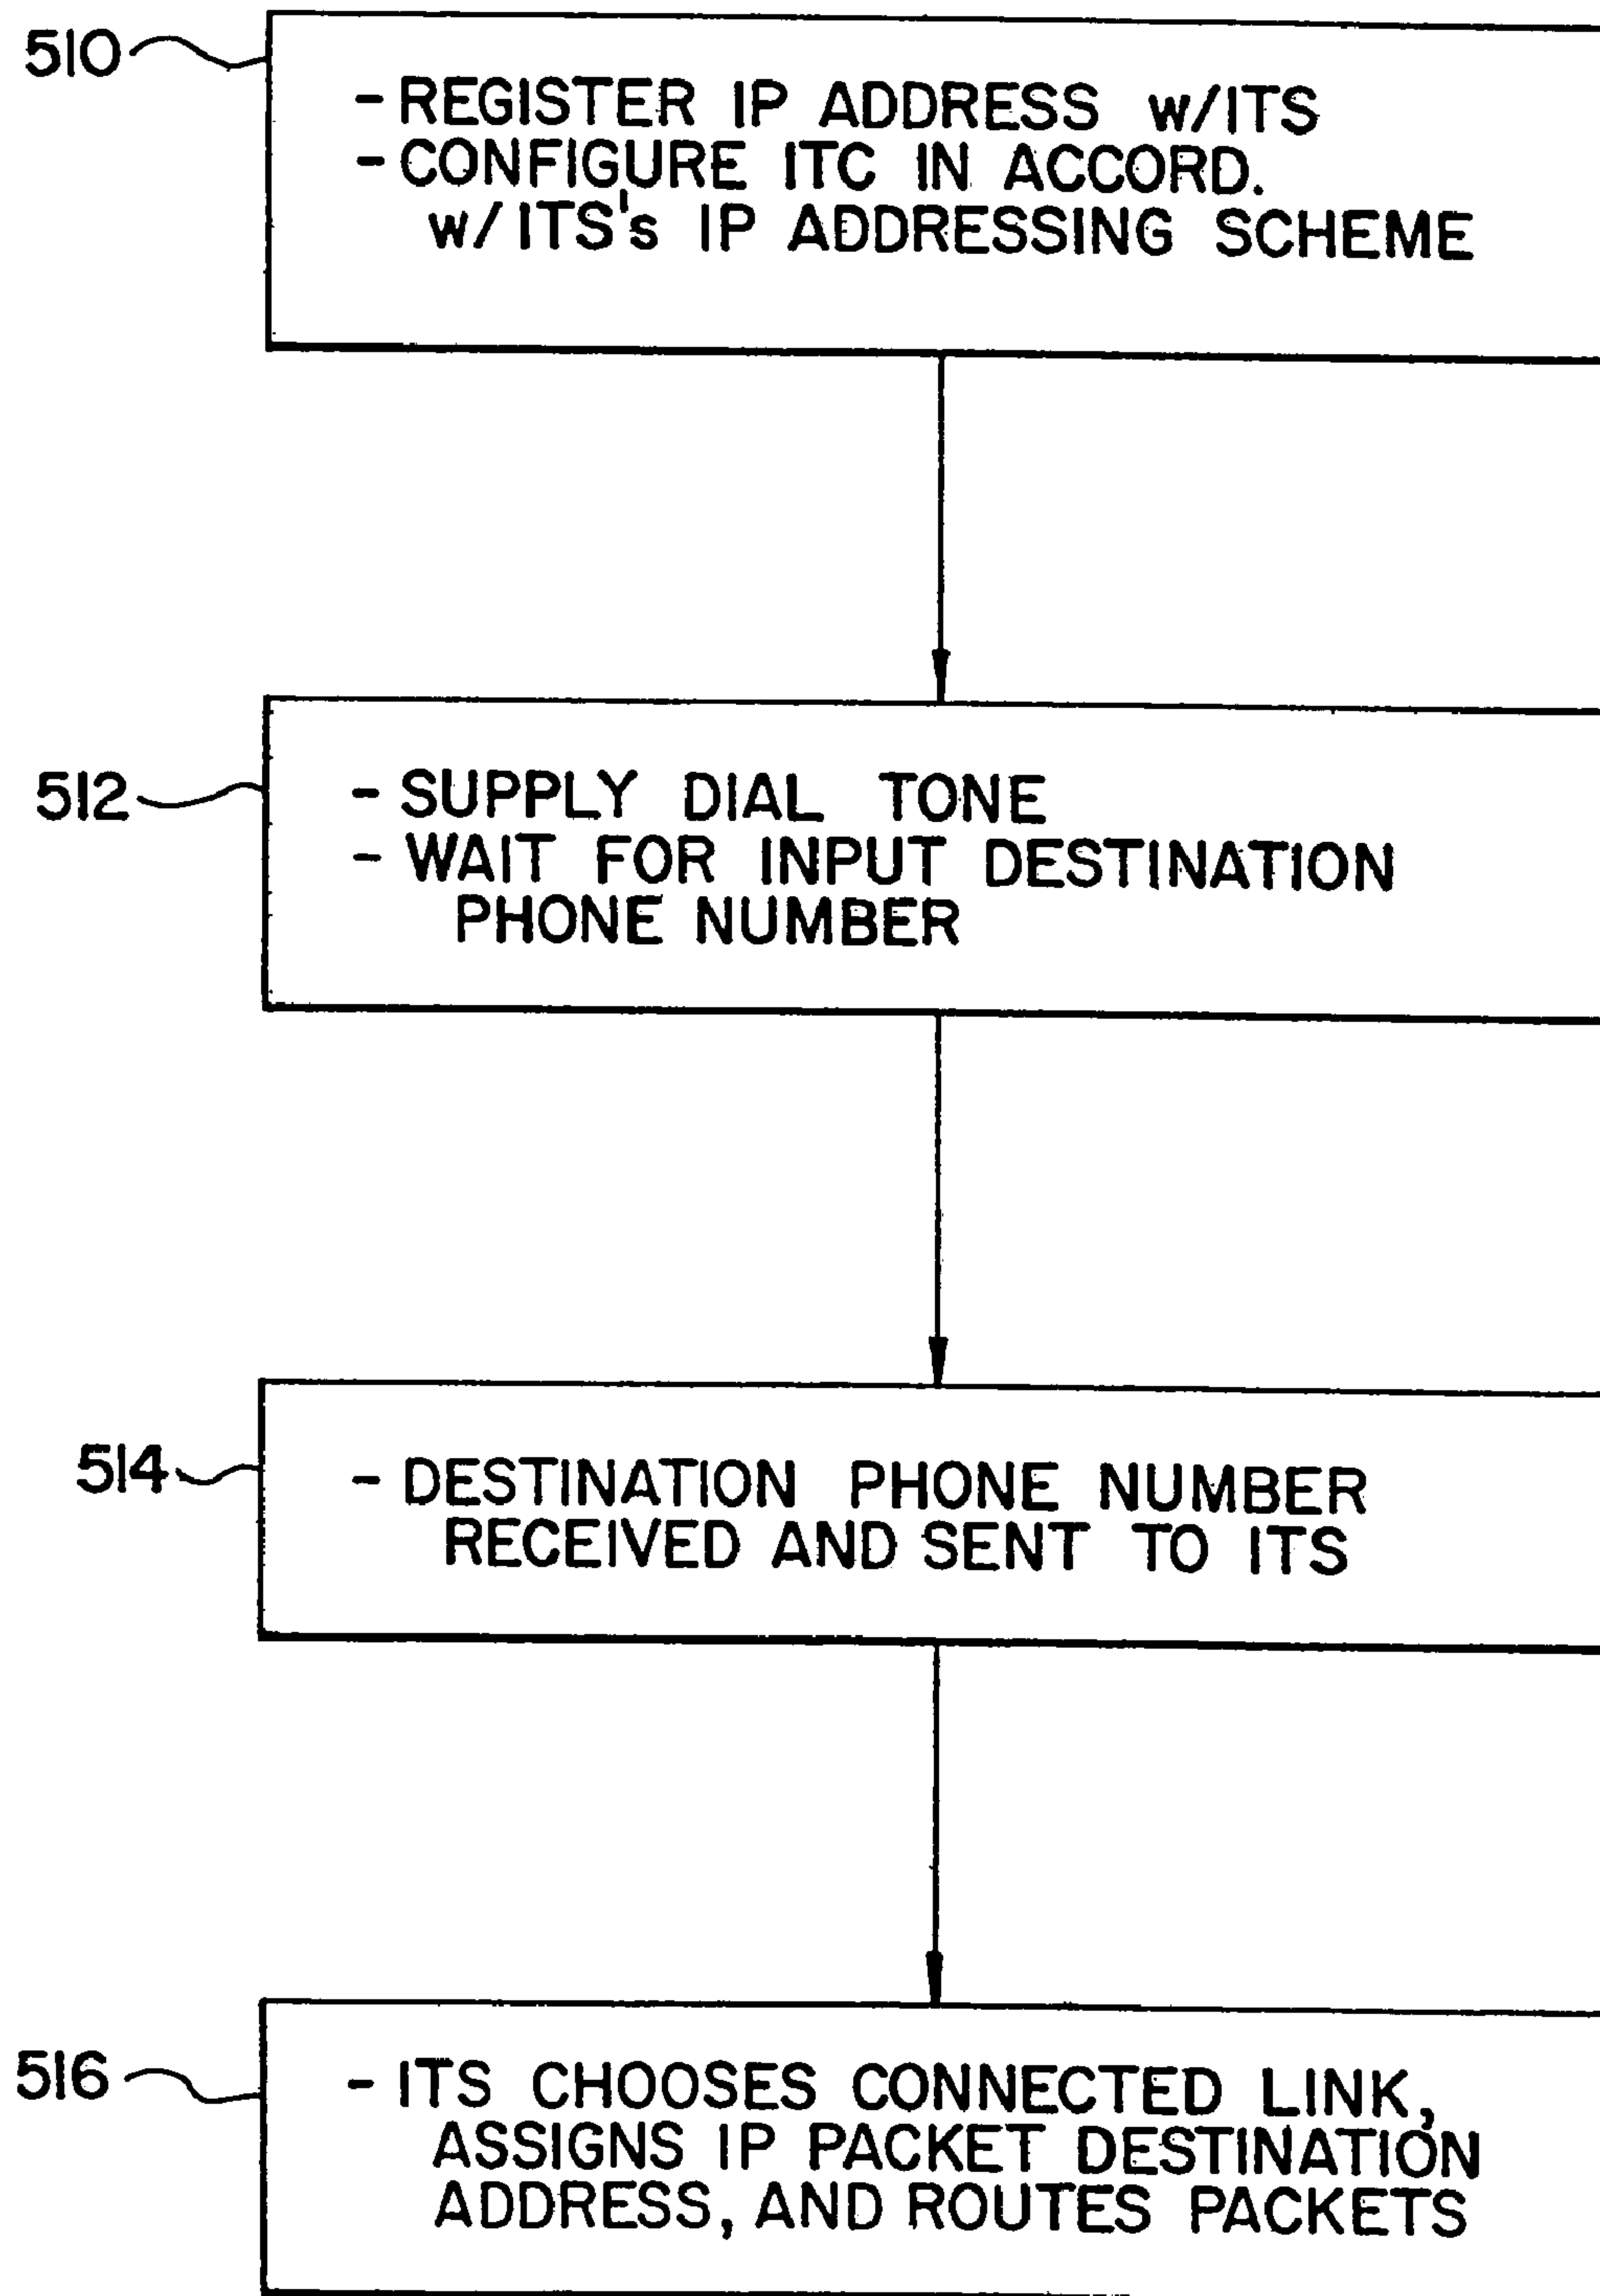 510
- REGISTER IP ADDRESS w/ITS
- CONFIGURE ITC IN ACCORD.
w/ITS's IP ADDRESSING SCHEME
512
- SUPPLY DIAL TONE
- WAIT FOR INPUT DESTINATION
PHONE NUMBER
514
- DESTINATION PHONE NUMBER
RECEIVED AND SENT TO ITS
516
- ITS CHOOSES CONNECTED LINK,
ASSIGNS IP PACKET DESTINATION
ADDRESS, AND ROUTES PACKETS